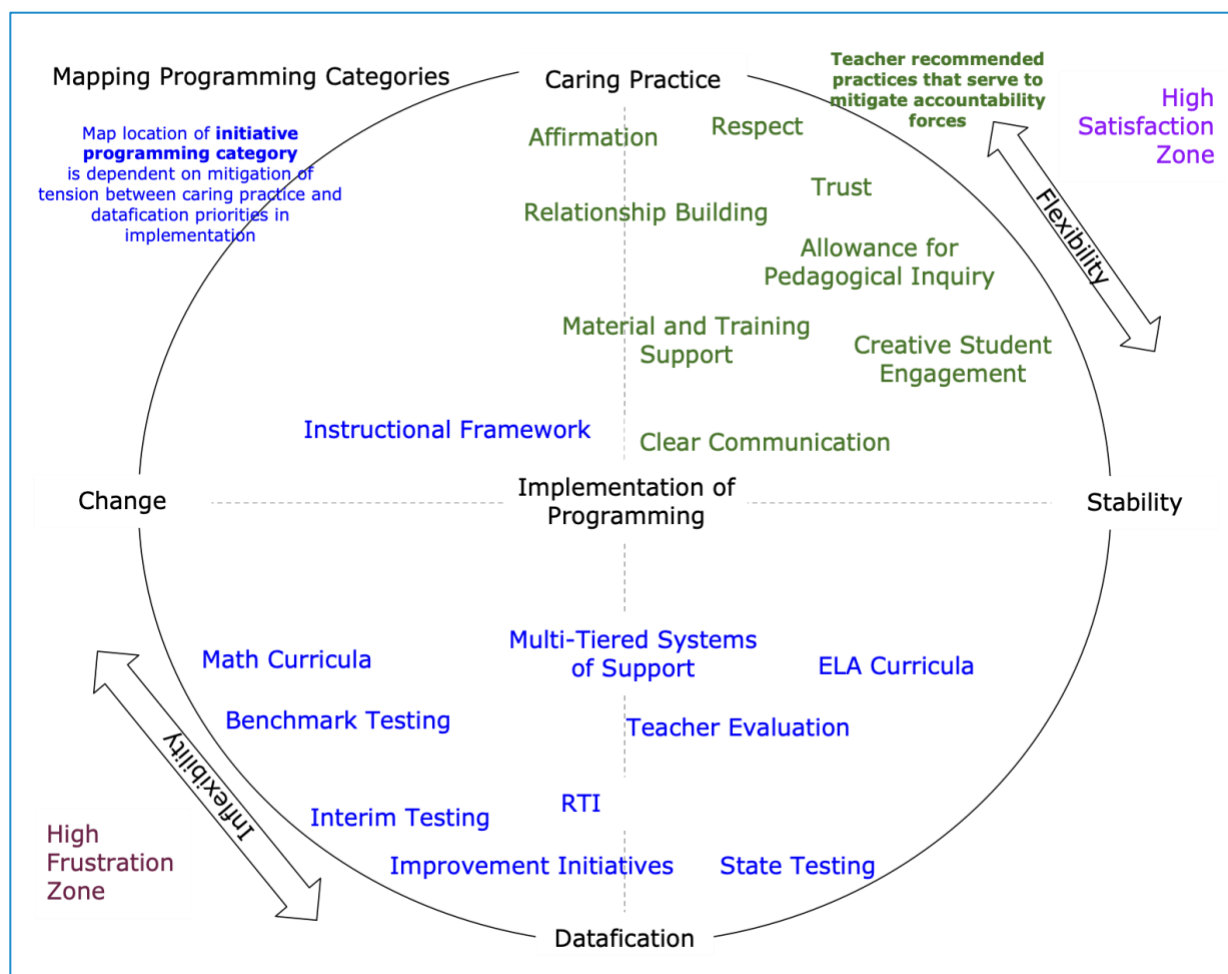 Mapping Programming Categories
Caring Practice
Teacher recommended
practices that serve to
mitigate accountability
forces
High
Satisfaction
Zone
Map location of initiative
programming category
is dependent on mitigation of
tension between caring practice and
datafication priorities in
implementation
Affirmation
Respect
Trust
Flexibility
Relationship Building
Allowance for
Pedagogical Inquiry
Material and Training
Support
Creative Student
Engagement
Instructional Framework
Clear Communication
Change
Implementation of
Programming
Stability
Math Curricula
Multi-Tiered Systems
of Support
ELA Curricula
Benchmark Testing
Teacher Evaluation
Inflexibility
Interim Testing
RTI
High
Frustration
Zone
Improvement Initiatives
State Testing
Datafication